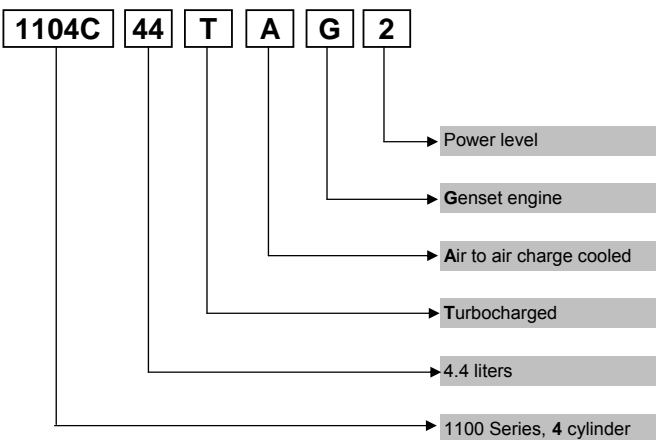 1104C 44 T A G 2
Power level
Genset engine
Air to air charge cooled
Turbocharged
4.4 liters
1100 Series, 4 cylinder